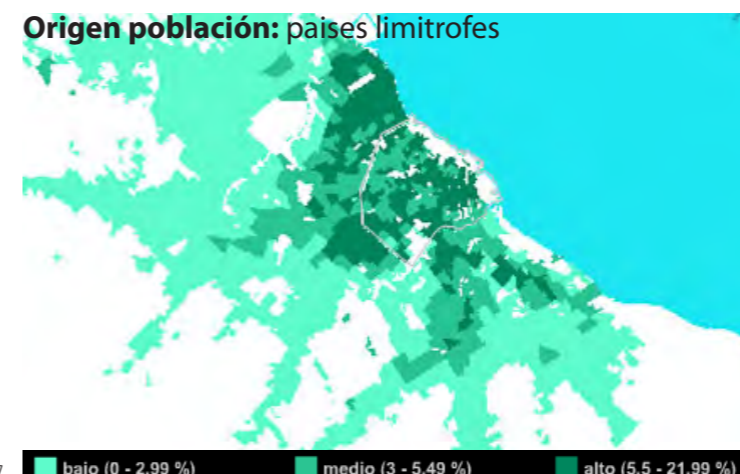 Origen población: paises limitrofes
bajo (0 - 2.99 %) medio (3 - 5.49 %) alto (5.5 - 21.99 %)